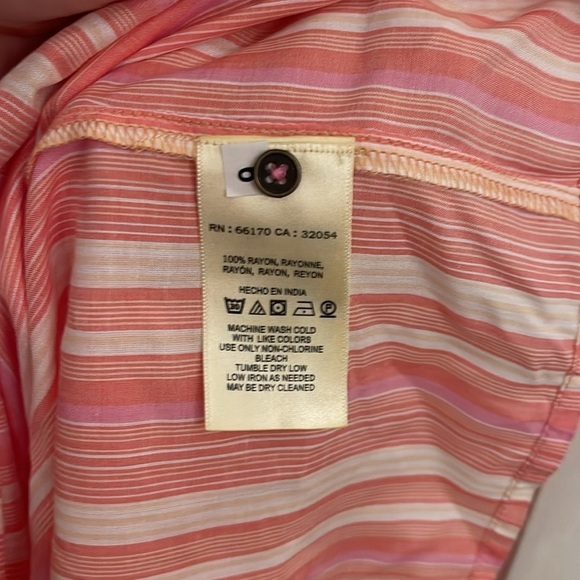 RN : 66170 CA : 32054
100% RAYON, RAYONNE,
RAYÓN, RAYON, REYON
HECHO EN INDIA
30
MACHINE WASH COLD
WITH LIKE COLORS
USE ONLY NON-CHLORINE
BLEACH
TUMBLE DRY LOW
LOW IRON AS NEEDED
MAY BE DRY CLEANED